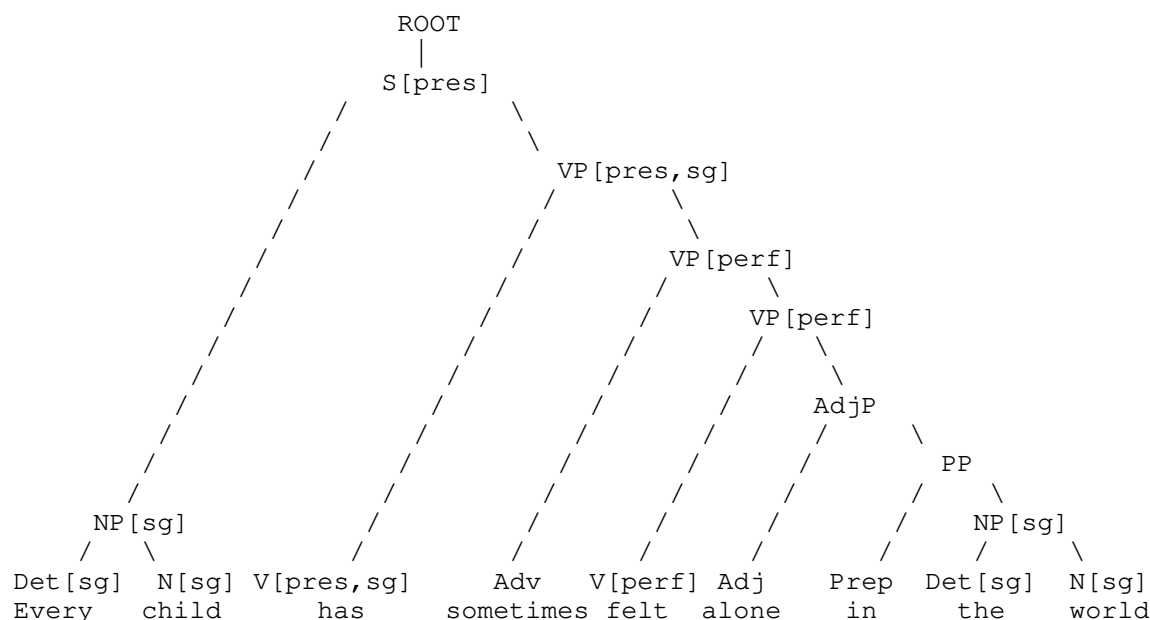 ROOT
S[pres]
VP[pres,sg]
VP[perf]
VP[perf]
AdjP
PP
NP[sg] NP[sg]
Det[sg] N[sg] V[pres,sg] Adv V[perf] Adj Prep Det[sg] N[sg]
Every child has sometimes felt alone in the world